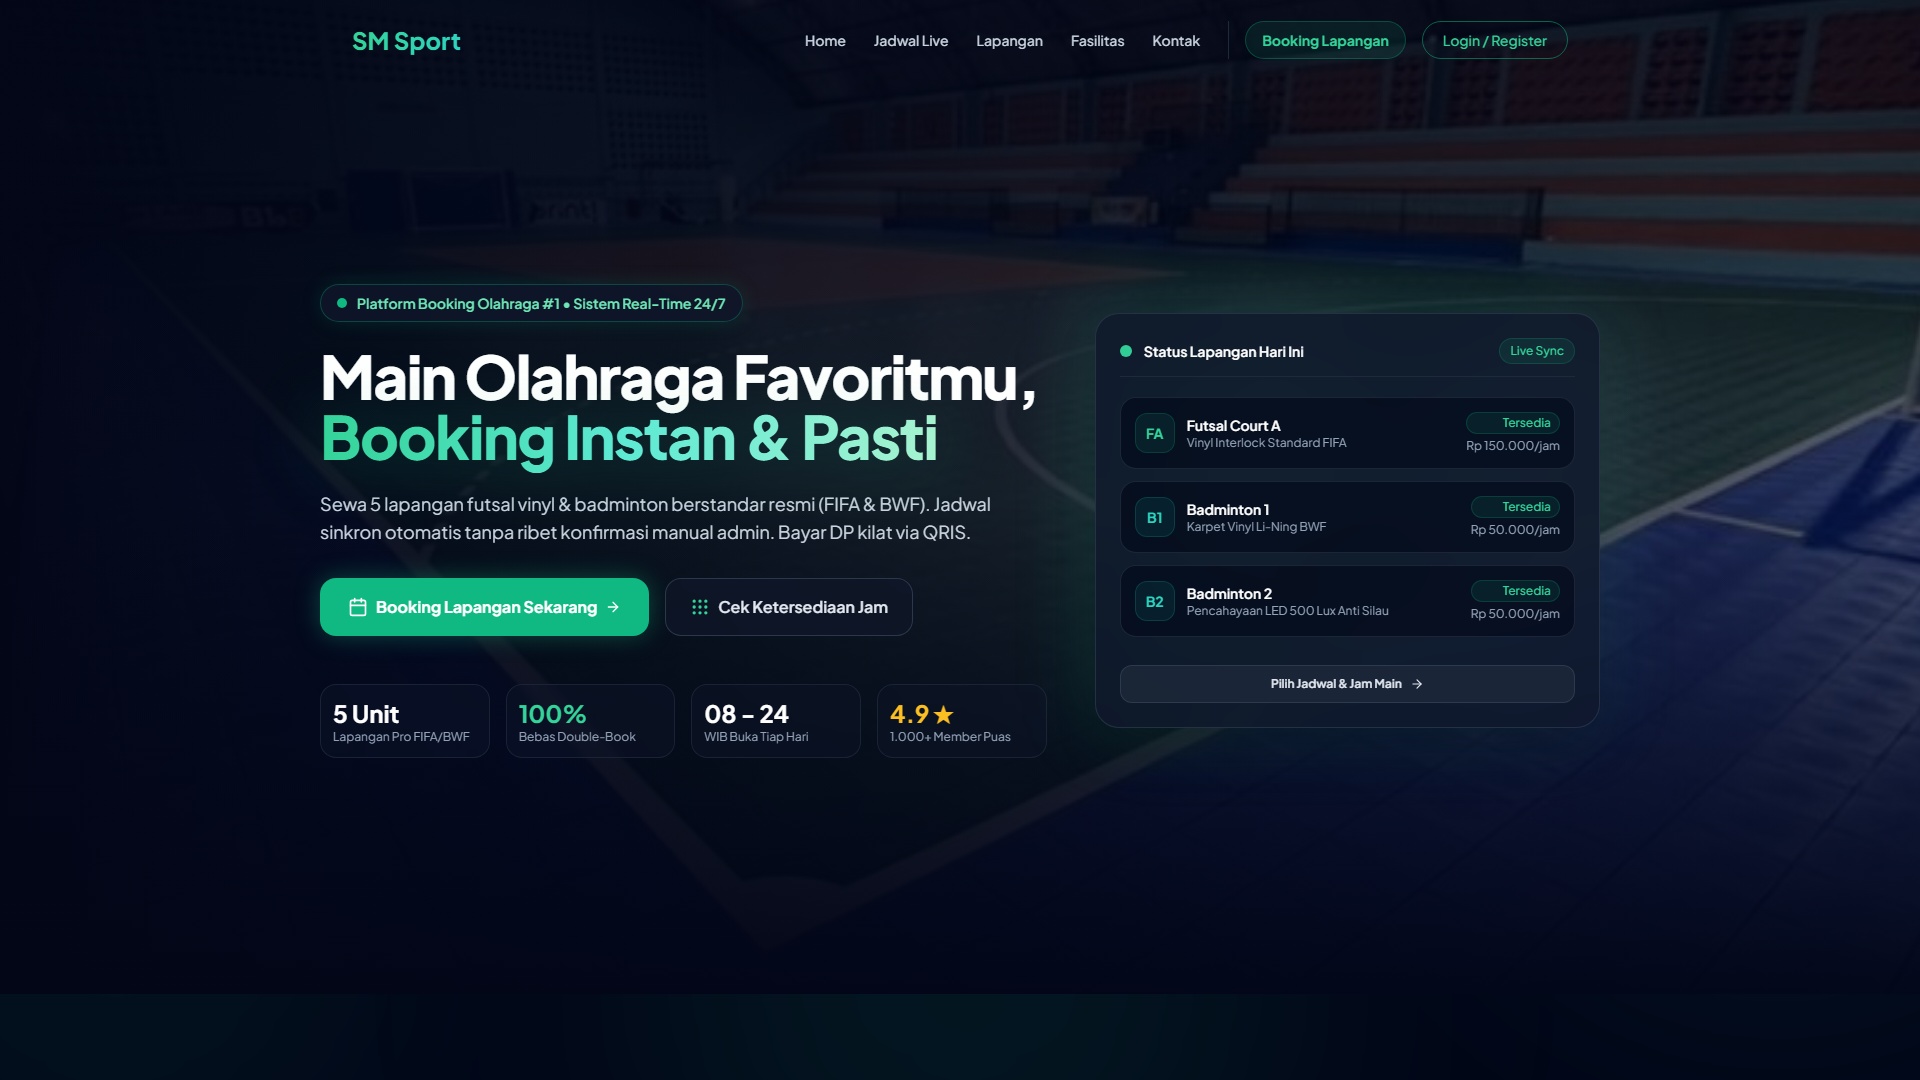 SM Sport
Home
Jadwal Live
Lapangan
Fasilitas
Kontak
Booking Lapangan
Login / Register
Platform Booking Olahraga #1 • Sistem Real-Time 24/7
Main Olahraga Favoritmu,
Booking Instan & Pasti
Sewa 5 lapangan futsal vinyl & badminton berstandar resmi (FIFA & BWF). Jadwal
sinkron otomatis tanpa ribet konfirmasi manual admin. Bayar DP kilat via QRIS.
Booking Lapangan Sekarang →
Cek Ketersediaan Jam
5 Unit
Lapangan Pro FIFA/BWF
100%
Bebas Double-Book
08 – 24
WIB Buka Tiap Hari
4.9 ★
1.000+ Member Puas
Status Lapangan Hari Ini
Live Sync
FA
Futsal Court A
Vinyl Interlock Standard FIFA
Tersedia
Rp 150.000/jam
B1
Badminton 1
Karpet Vinyl Li-Ning BWF
Tersedia
Rp 50.000/jam
B2
Badminton 2
Pencahayaan LED 500 Lux Anti Silau
Tersedia
Rp 50.000/jam
Pilih Jadwal & Jam Main →